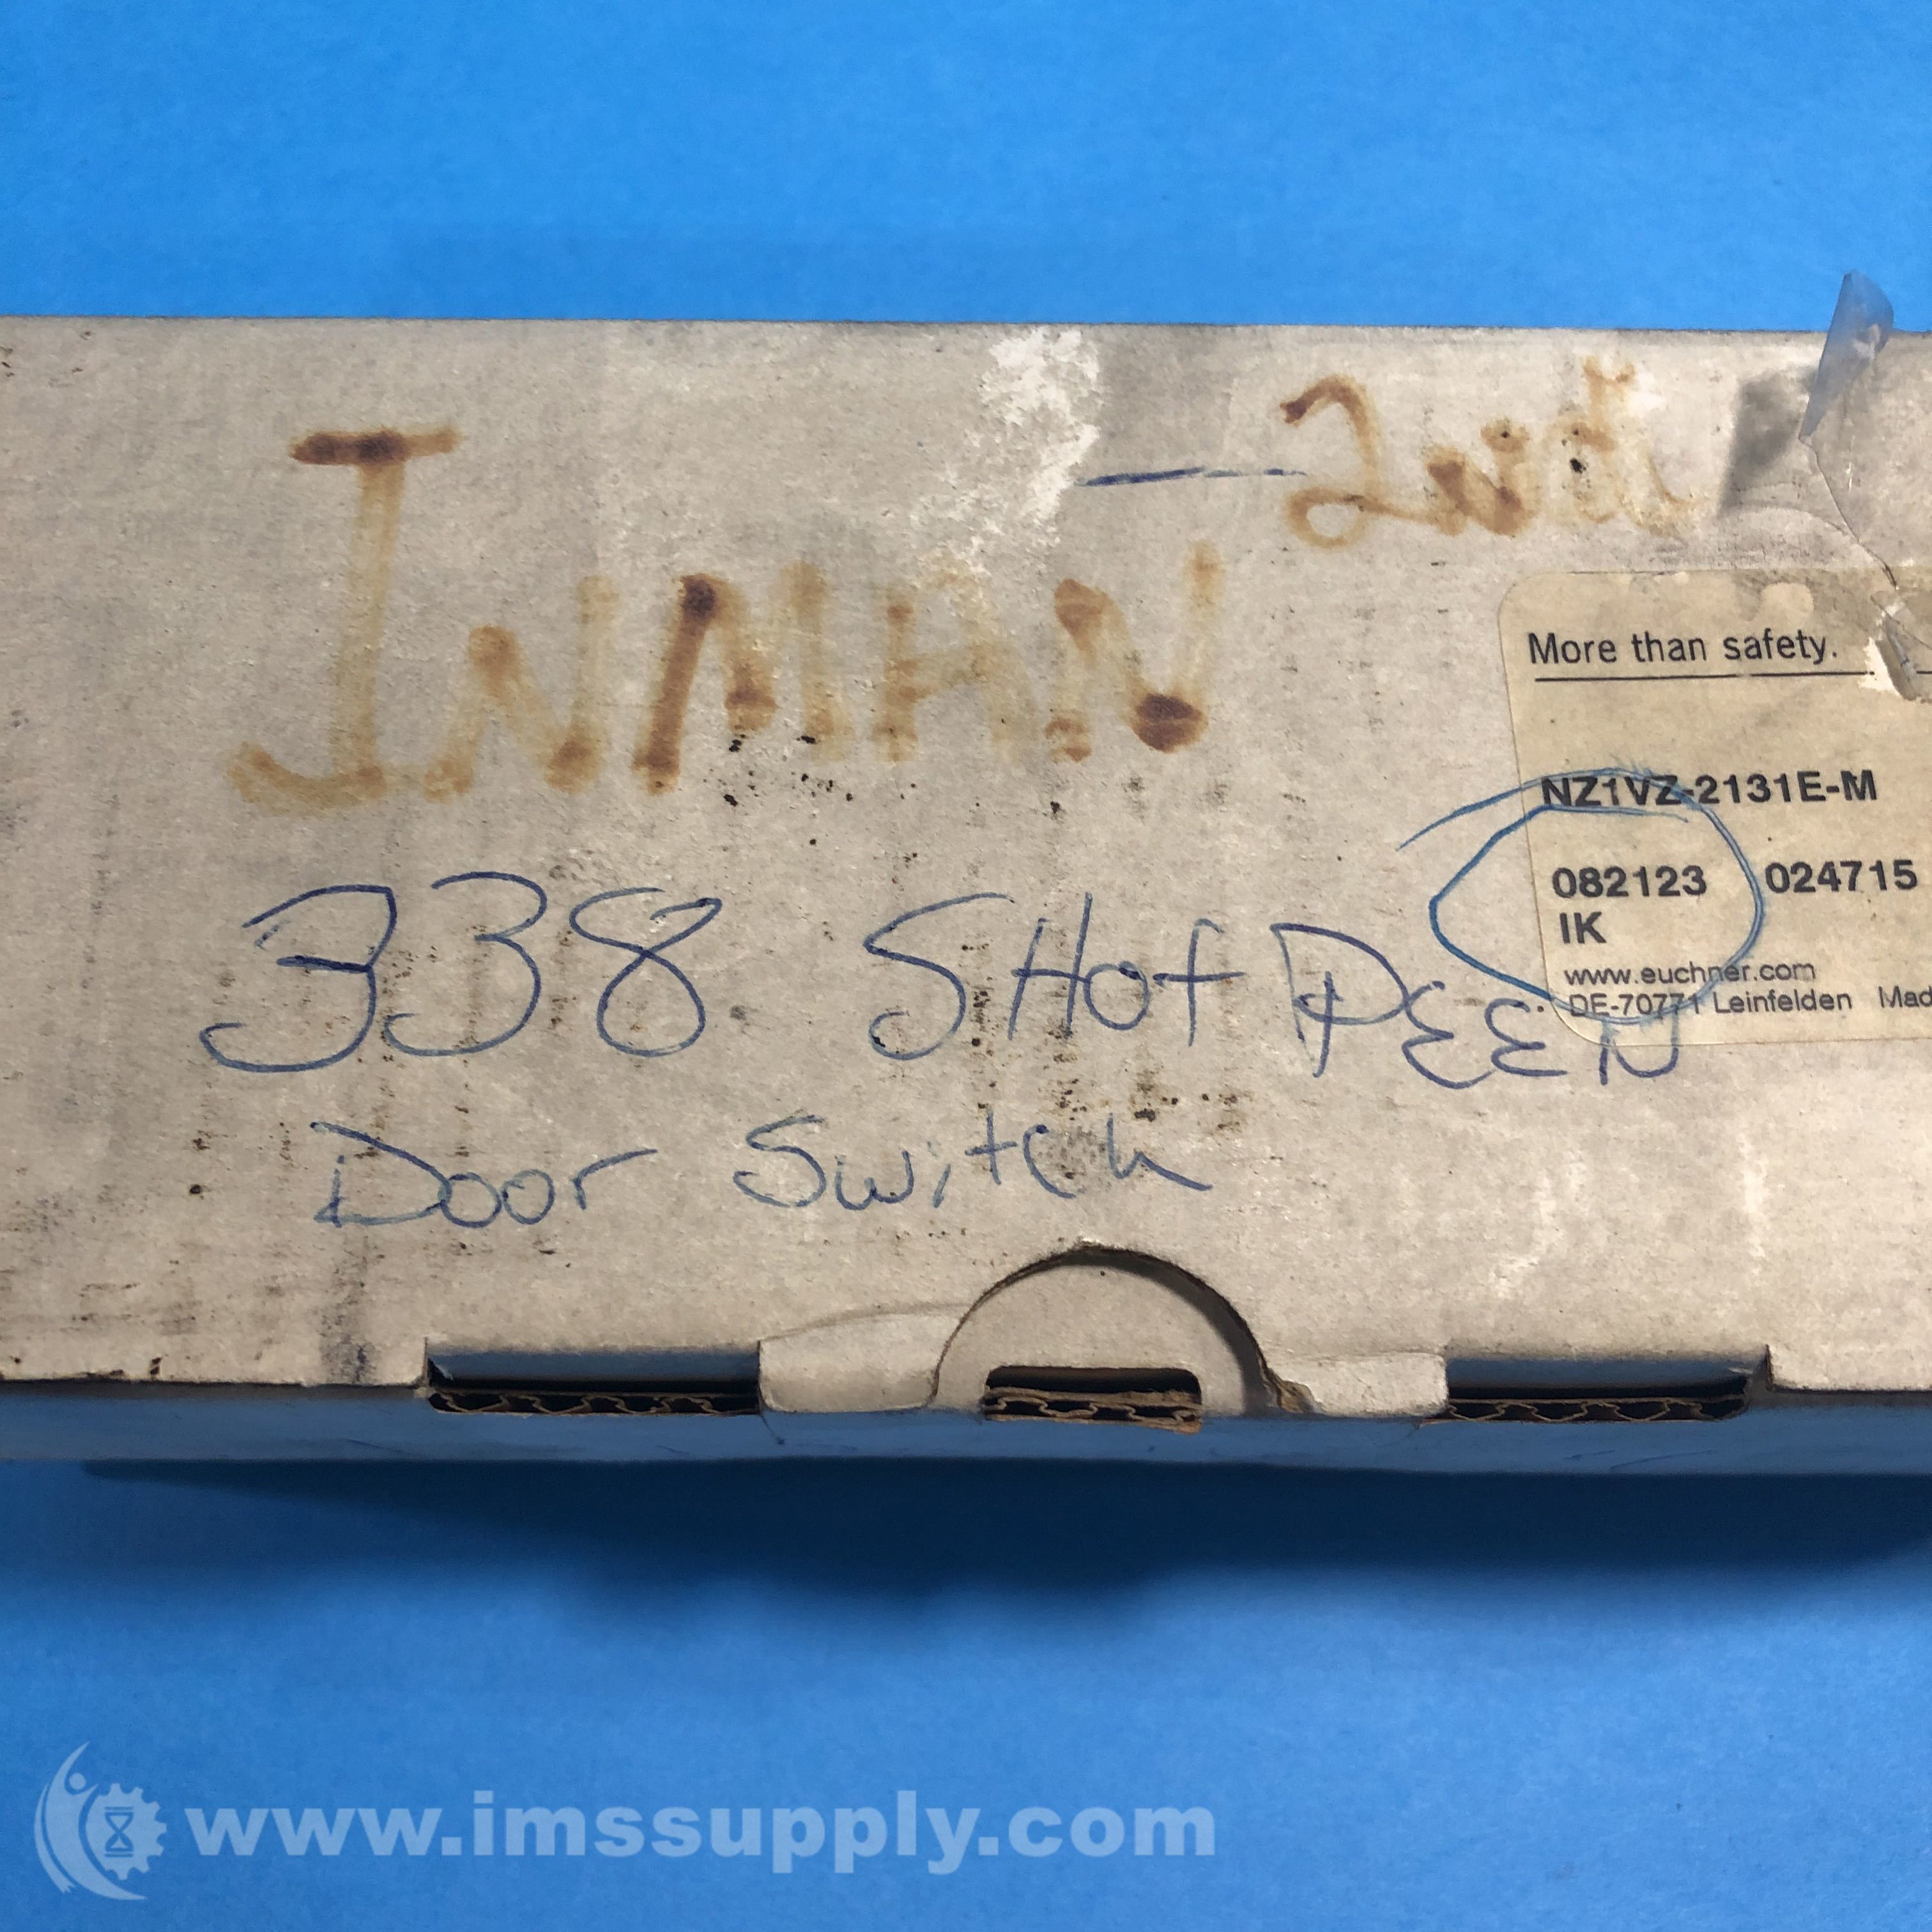 - 2nd
INMAN
338 SHOt PEEN
Door Switch
More than safety.
NZ1VZ-2131E-M
082123 024715
IK
www.euchner.com
DE-70771 Leinfelden Mad
www.imssupply.com